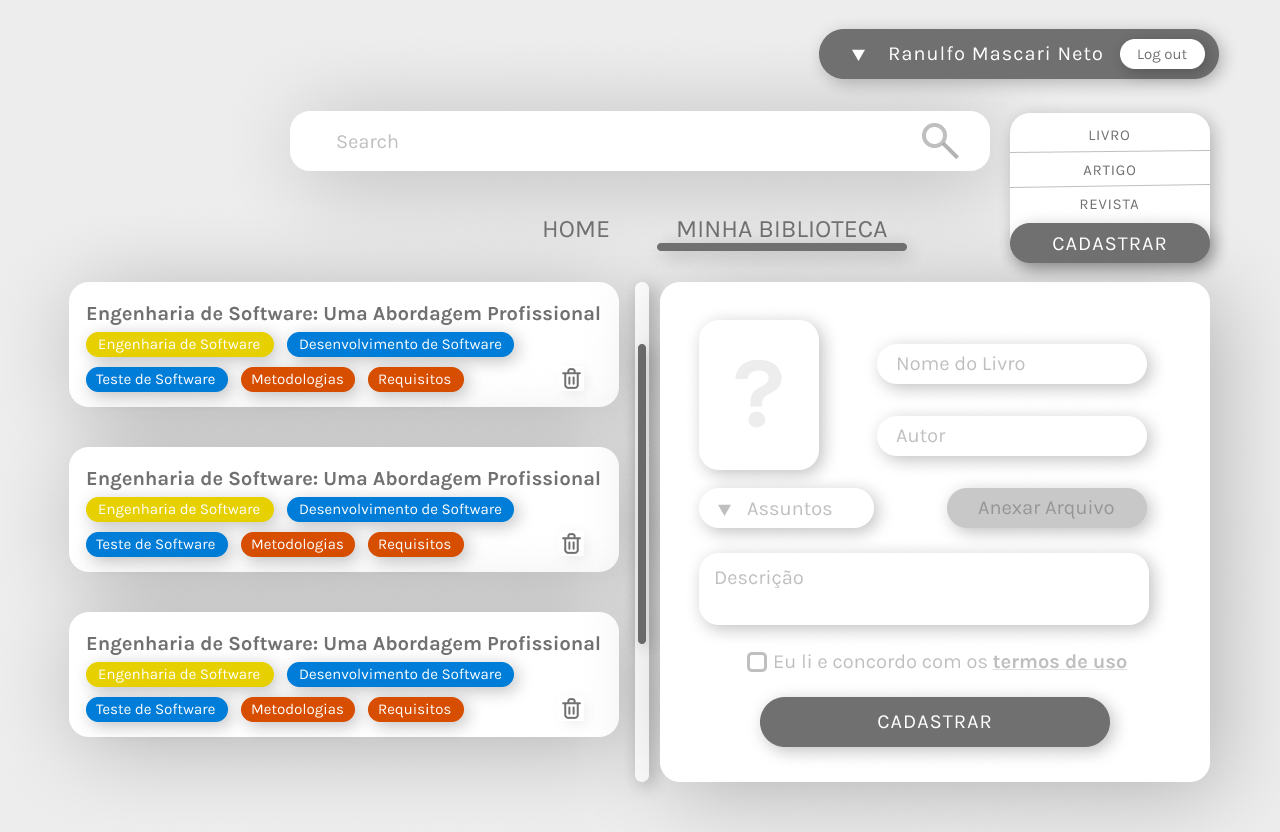 Ranulfo Mascari Neto
Log out
Search
LIVRO
ARTIGO
REVISTA
CADASTRAR
HOME
MINHA BIBLIOTECA
Engenharia de Software: Uma Abordagem Profissional
Engenharia de Software
Desenvolvimento de Software
Teste de Software
Metodologias
Requisitos
Engenharia de Software: Uma Abordagem Profissional
Engenharia de Software
Desenvolvimento de Software
Teste de Software
Metodologias
Requisitos
Engenharia de Software: Uma Abordagem Profissional
Engenharia de Software
Desenvolvimento de Software
Teste de Software
Metodologias
Requisitos
?
Nome do Livro
Autor
Assuntos
Anexar Arquivo
Descrição
Eu li e concordo com os termos de uso
CADASTRAR